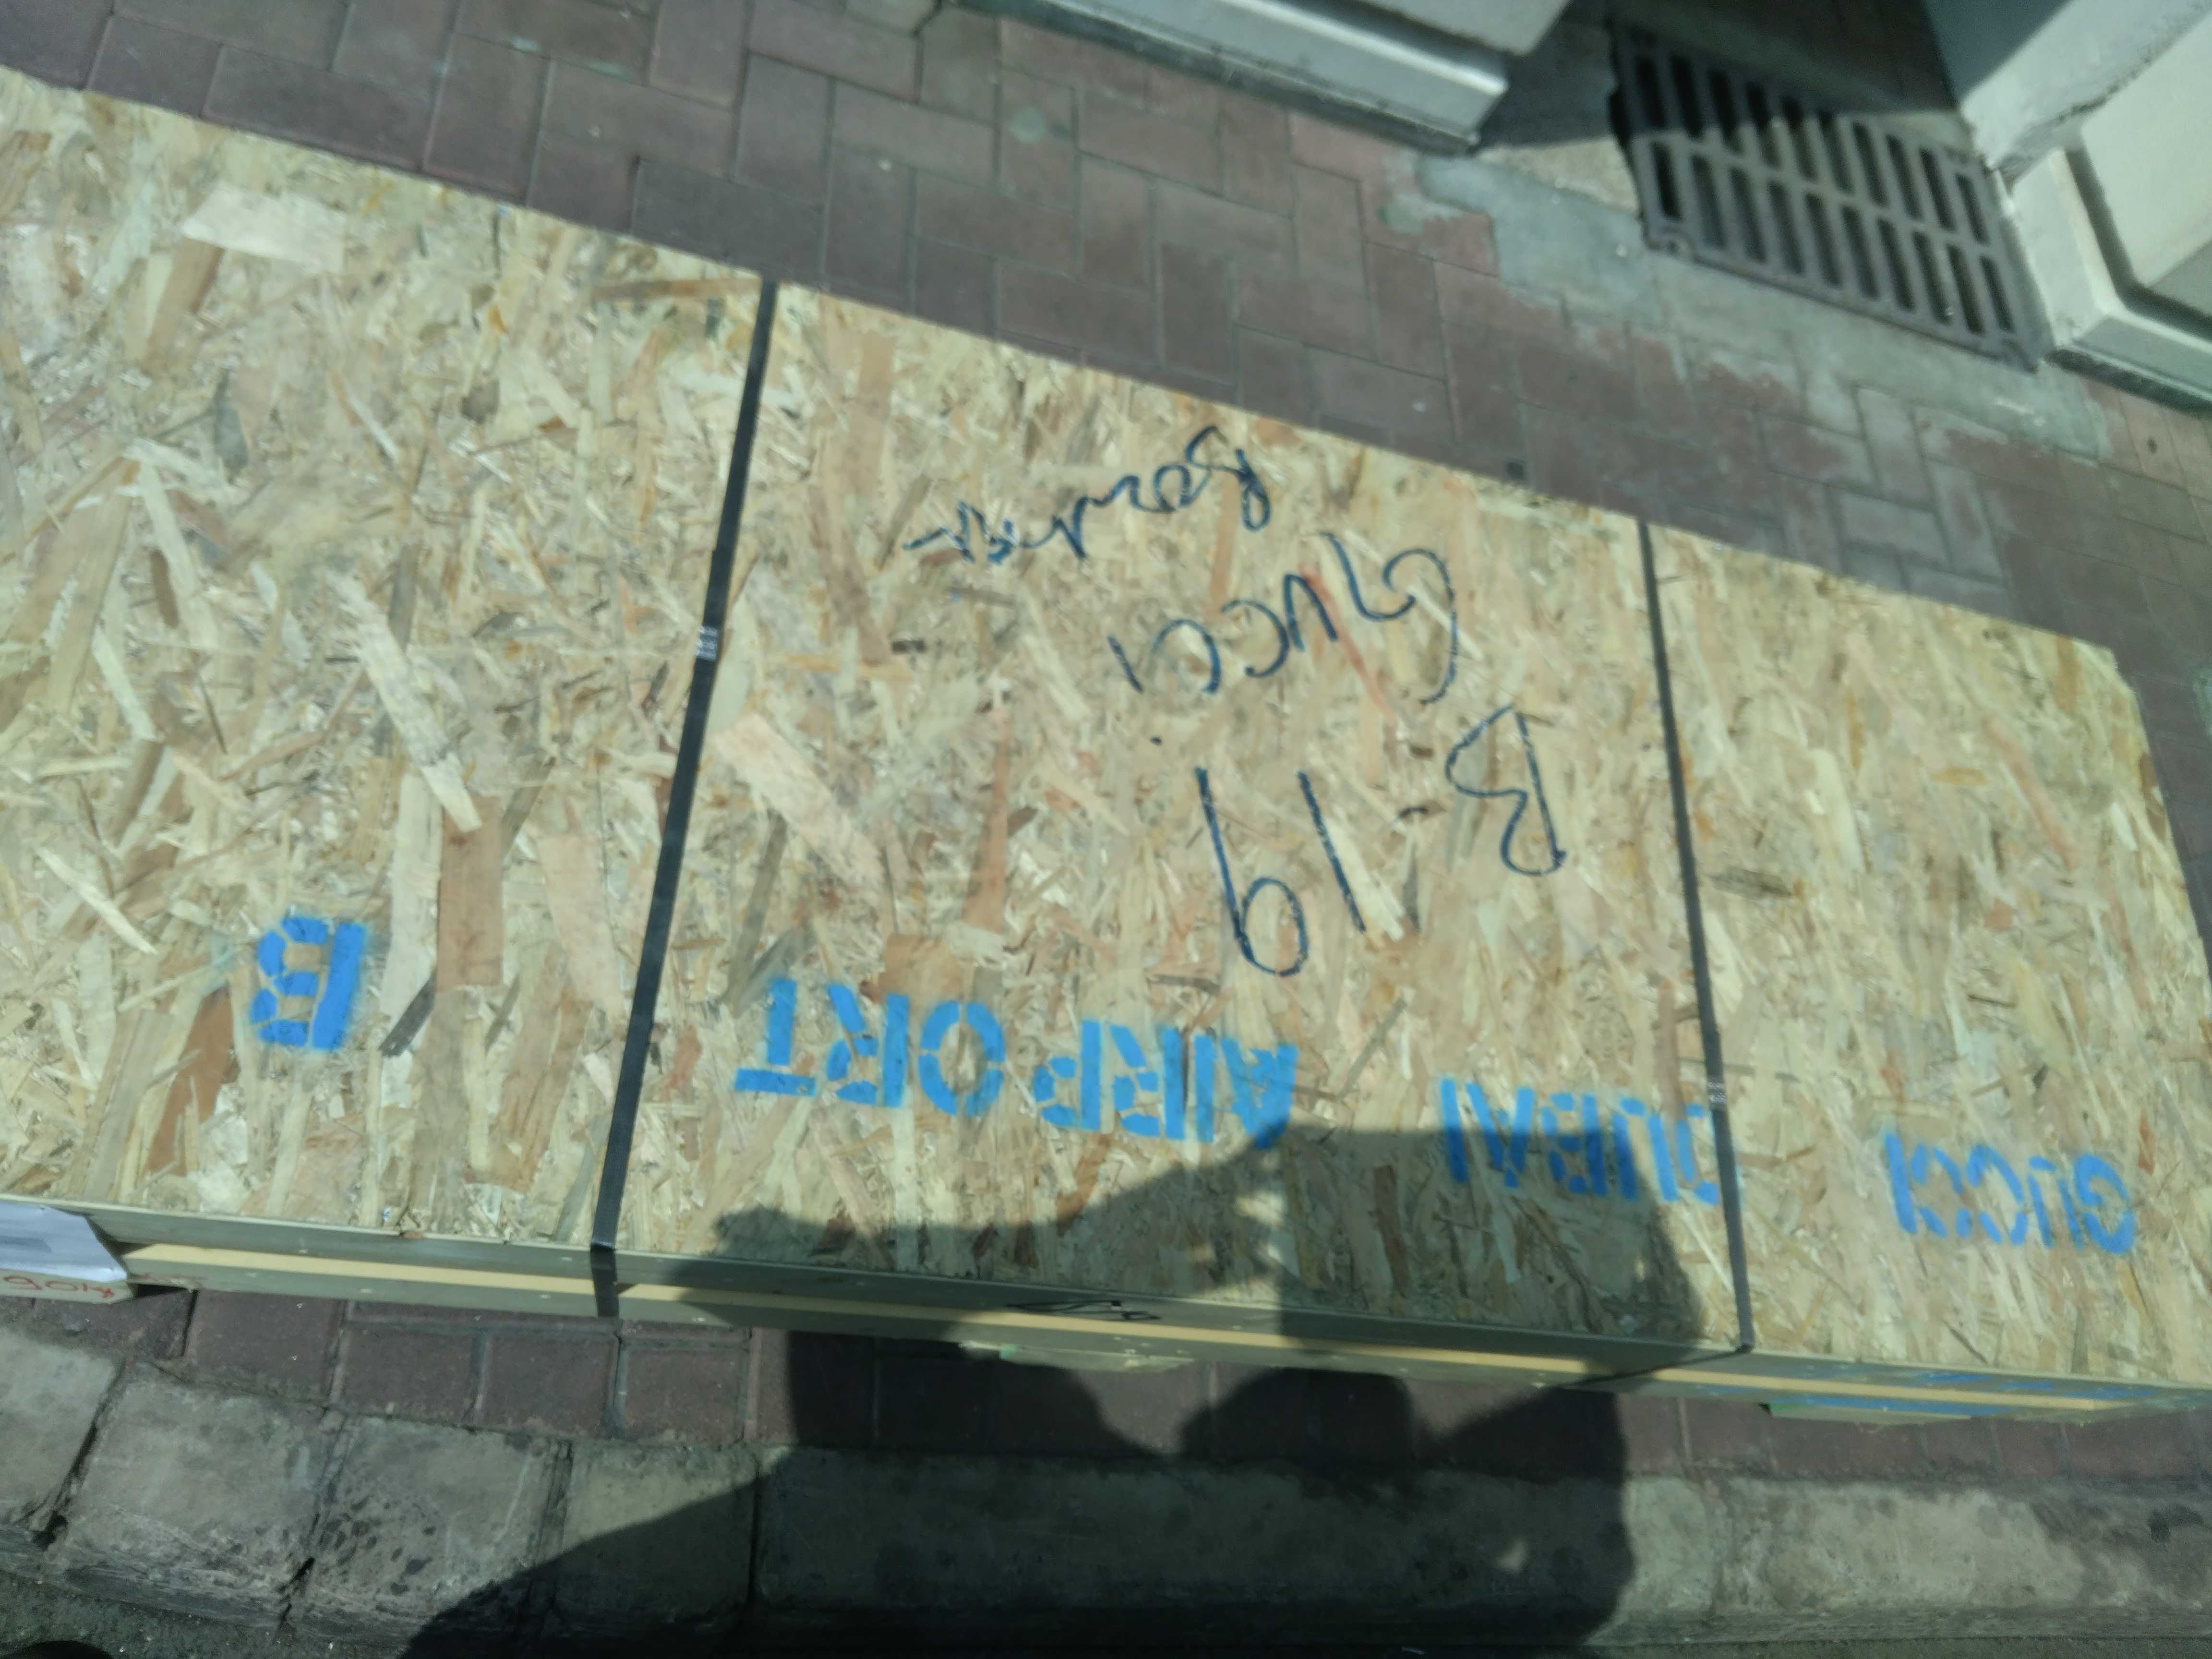 GUCCI DUBAI AIRPORT B
B-19
GUCCI